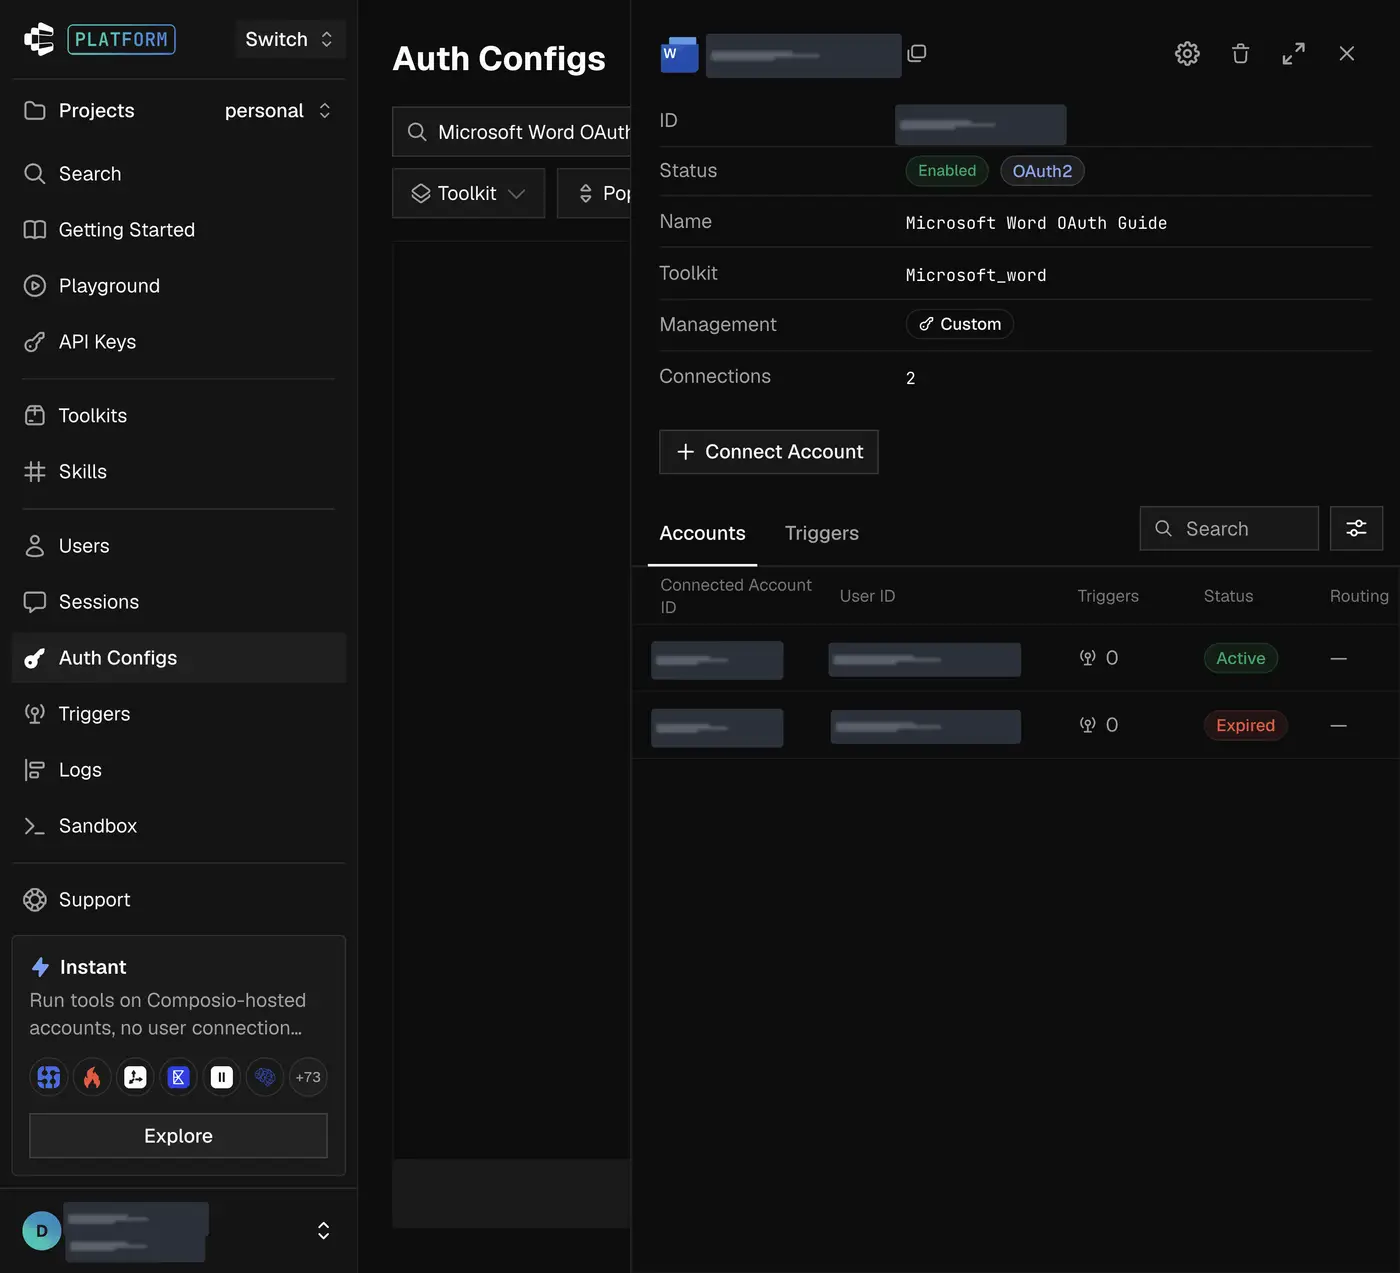 PLATFORM
Switch
Projects
personal
Search
Getting Started
Playground
API Keys
Toolkits
Skills
Users
Sessions
Auth Configs
Triggers
Logs
Sandbox
Support
Instant
Run tools on Composio-hosted
accounts, no user connection...
+73
Explore
D
Auth Configs
Microsoft Word OAuth
Toolkit
Pop
W
ID
Status
Enabled
OAuth2
Name
Microsoft Word OAuth Guide
Toolkit
Microsoft_word
Management
Custom
Connections
2
Connect Account
Accounts
Triggers
Search
Connected Account
ID
User ID
Triggers
Status
Routing
0
Active
—
0
Expired
—